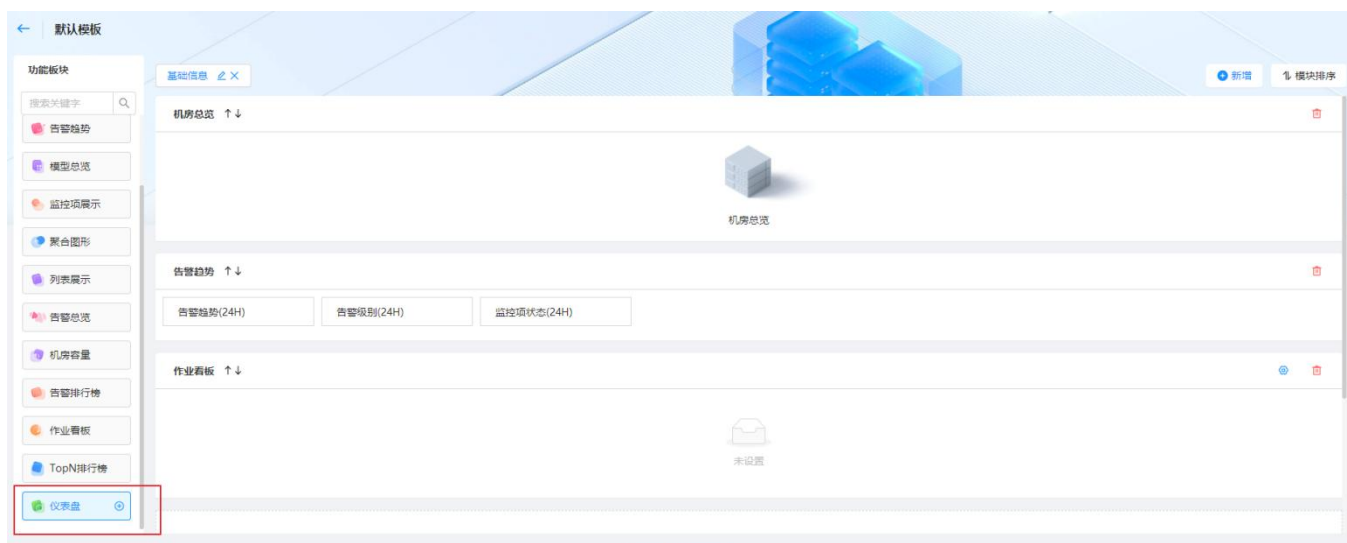 默认模板
功能板块
搜索关键字
告警趋势
模型总览
监控项展示
聚合图形
列表展示
告警总览
机房容量
告警排行榜
作业看板
TopN排行榜
仪表盘
基础信息
新增
模块排序
机房总览
机房总览
告警趋势
告警趋势(24H)
告警级别(24H)
监控项状态(24H)
作业看板
未设置